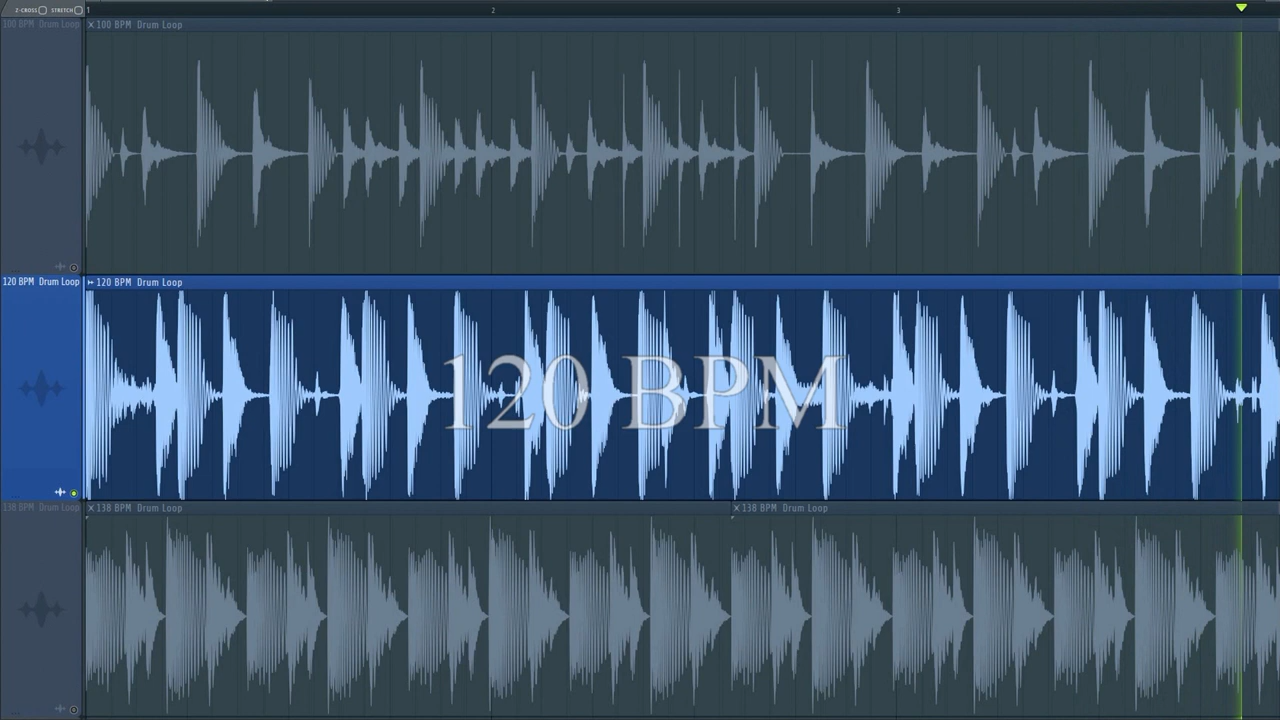 Z-CROSS STRETCH 1 2 3
100 BPM Drum Loop 100 BPM Drum Loop
120 BPM Drum Loop 120 BPM Drum Loop
120 BPM
138 BPM Drum Loop 138 BPM Drum Loop 138 BPM Drum Loop